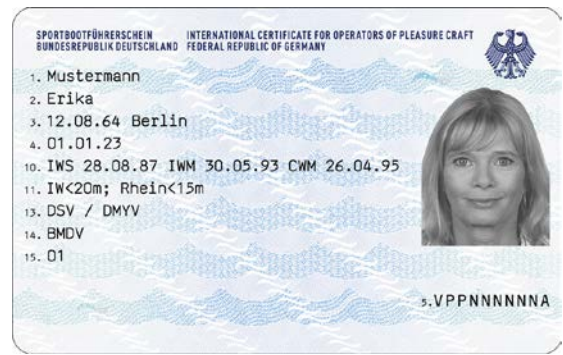 SPORTBOOTFÜHRERSCHEIN INTERNATIONAL CERTIFICATE FOR OPERATORS OF PLEASURE CRAFT
BUNDESREPUBLIK DEUTSCHLAND FEDERAL REPUBLIC OF GERMANY
1. Mustermann
2. Erika
3. 12.08.64 Berlin
4. 01.01.23
10. IWS 28.08.87 IWM 30.05.93 CWM 26.04.95
11. IW<20m; Rhein<15m
13. DSV / DMYV
14. BMDV
15. 01
5. VPPNNNNNNA